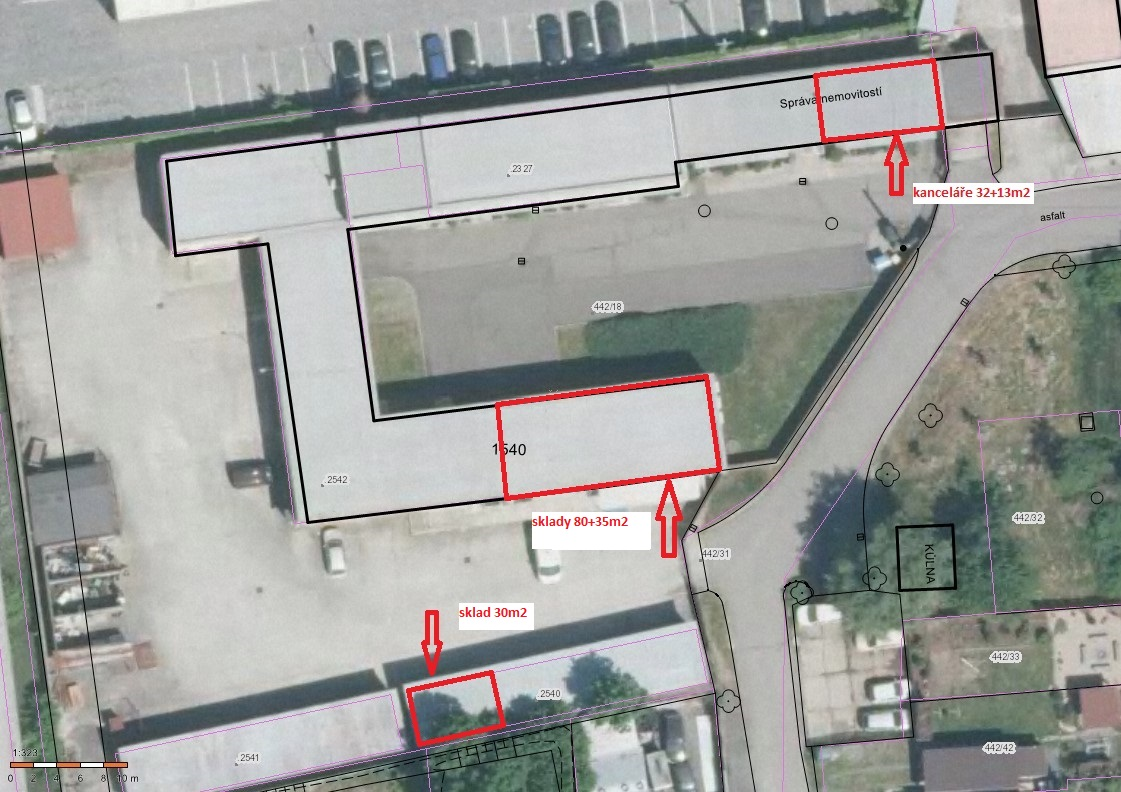 Správa nemovitostí
.2327
kanceláře 32+13m2
asfalt
442/18
1540
.2542
sklady 80+35m2
442/32
442/31
KŮLNA
sklad 30m2
442/33
.2540
442/42
.2541
1:323
0 2 4 6 8 10 m